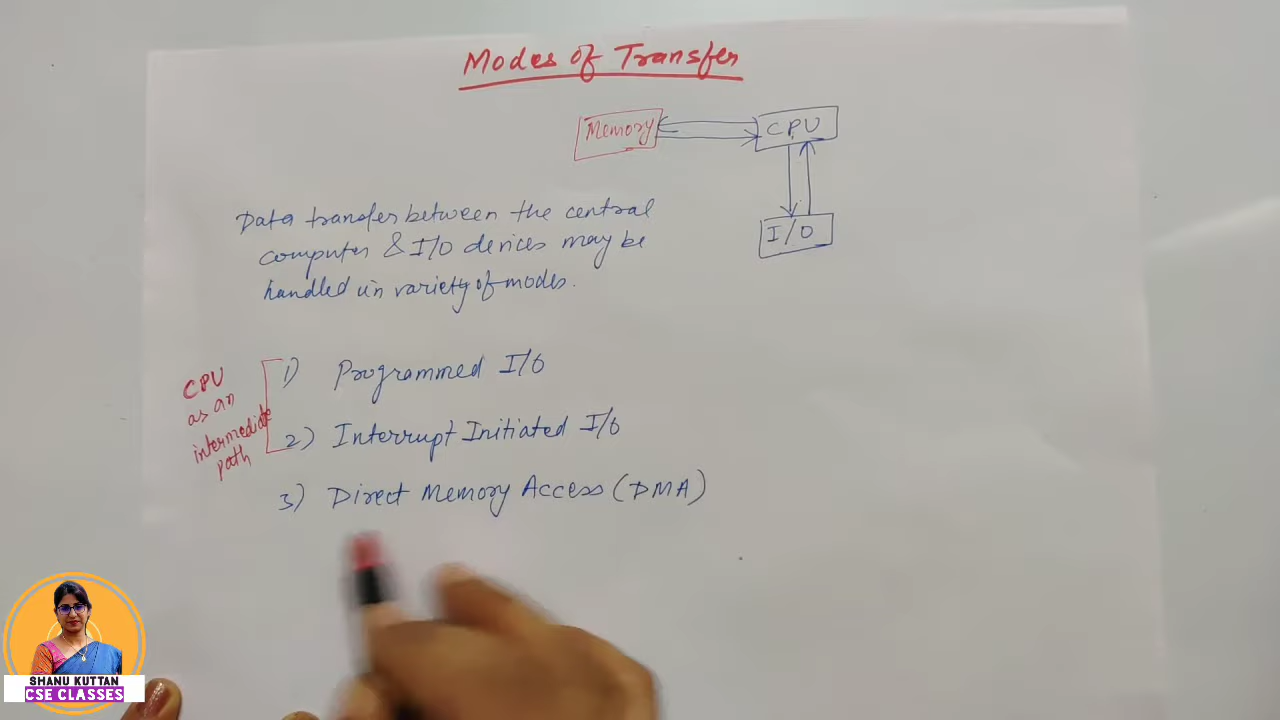 Modes of Transfer
Memory
CPU
I/O
Data transfer between the central
computer & I/O devices may be
handled in variety of modes.
CPU
as an
intermediate
path
1) Programmed I/O
2) Interrupt Initiated I/O
3) Direct Memory Access (DMA)
SHANU KUTTAN
CSE CLASSES